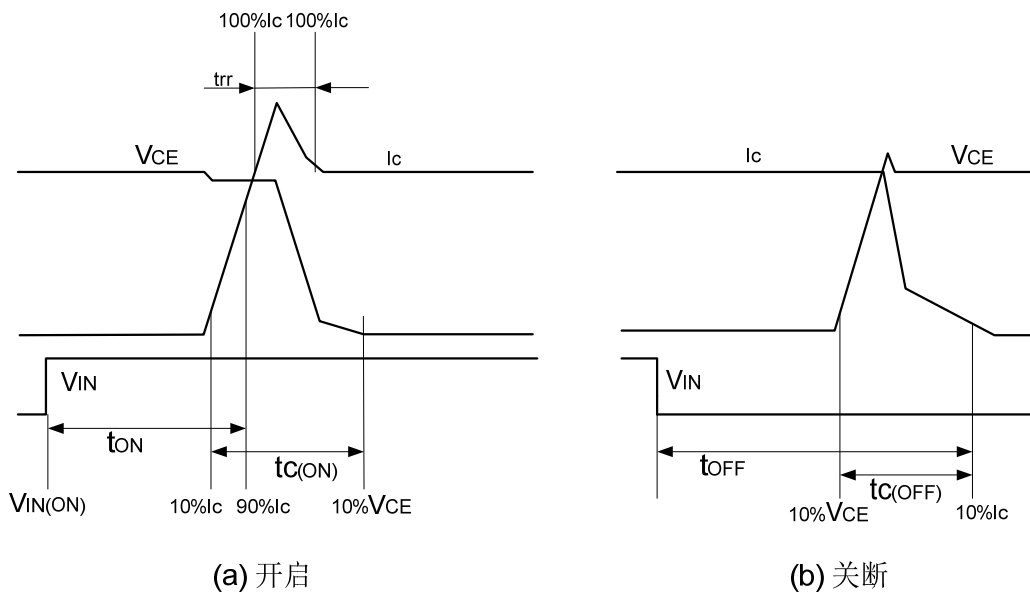 100%Ic 100%Ic
trr
VCE
Ic
VIN
tON
tC(ON)
VIN(ON)
10%Ic
90%Ic
10%VCE
(a) 开启
Ic
VCE
VIN
tOFF
tC(OFF)
10%VCE
10%Ic
(b) 关断